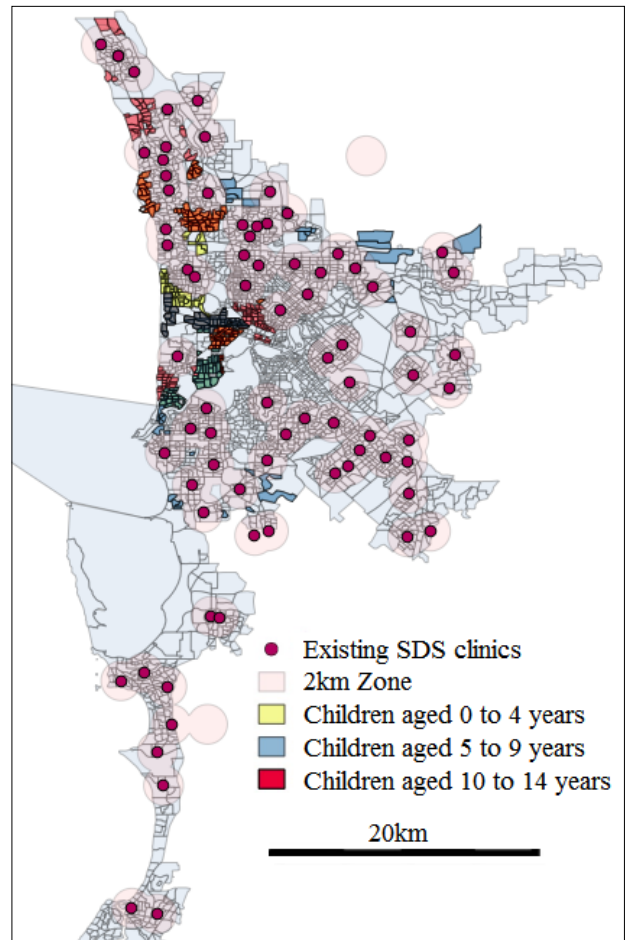 Existing SDS clinics
2km Zone
Children aged 0 to 4 years
Children aged 5 to 9 years
Children aged 10 to 14 years
20km